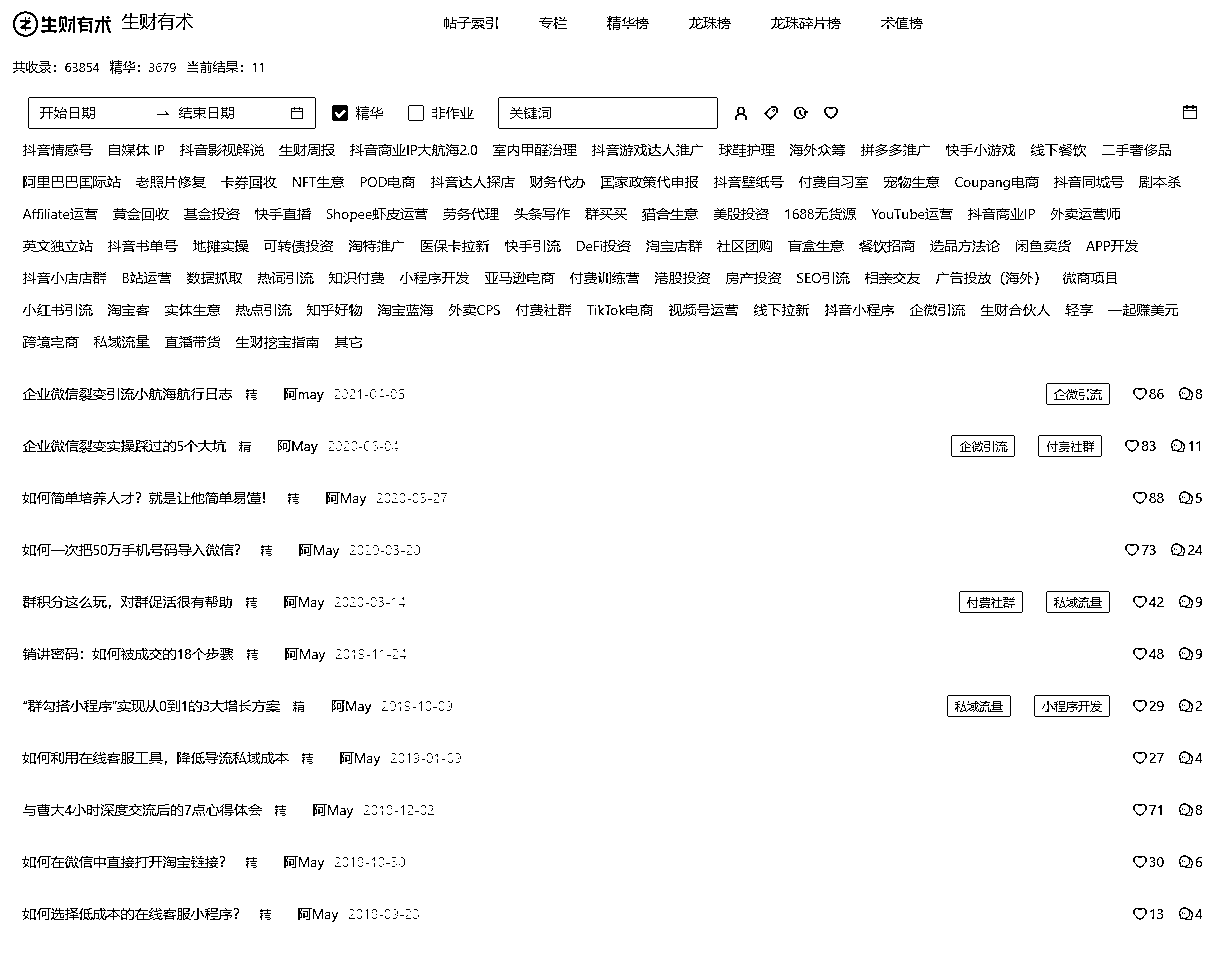 生财有术 生财有术 帖子索引 专栏 精华榜 龙珠榜 龙珠碎片榜 术值榜
共收录：63854 精华：3679 当前结果：11
开始日期 → 结束日期 精华 非作业 关键词
抖音情感号 自媒体 IP 抖音影视解说 生财周报 抖音商业IP大航海2.0 室内甲醛治理 抖音游戏达人推广 球鞋护理 海外众筹 拼多多推广 快手小游戏 线下餐饮 二手奢侈品
阿里巴巴国际站 老照片修复 卡券回收 NFT生意 POD电商 抖音达人探店 财务代办 国家政策代申报 抖音壁纸号 付费自习室 宠物生意 Coupang电商 抖音同城号 剧本杀
Affiliate运营 黄金回收 基金投资 快手直播 Shopee虾皮运营 劳务代理 头条写作 群买买 猫合生意 美股投资 1688无货源 YouTube运营 抖音商业IP 外卖运营师
英文独立站 抖音书单号 地摊实操 可转债投资 淘特推广 医保卡拉新 快手引流 DeFi投资 淘宝店群 社区团购 盲盒生意 餐饮招商 选品方法论 闲鱼卖货 APP开发
抖音小店店群 B站运营 数据抓取 热词引流 知识付费 小程序开发 亚马逊电商 付费训练营 港股投资 房产投资 SEO引流 相亲交友 广告投放（海外） 微商项目
小红书引流 淘宝客 实体生意 热点引流 知乎好物 淘宝蓝海 外卖CPS 付费社群 TikTok电商 视频号运营 线下拉新 抖音小程序 企微引流 生财合伙人 轻享 一起赚美元
跨境电商 私域流量 直播带货 生财挖宝指南 其它
企业微信裂变引流小航海航行日志 精 阿may 企微引流 86 8
企业微信裂变实操踩过的5个大坑 精 阿May 企微引流 付费社群 83 11
如何简单培养人才？就是让他简单易懂！ 精 阿May 88 5
如何一次把50万手机号码导入微信？ 精 阿May 73 24
群积分这么玩，对群促活很有帮助 精 阿May 付费社群 私域流量 42 9
销讲密码：如何被成交的18个步骤 精 阿May 48 9
“群勾搭小程序”实现从0到1的3大增长方案 精 阿May 私域流量 小程序开发 29 2
如何利用在线客服工具，降低导流私域成本 精 阿May 27 4
与曹大4小时深度交流后的7点心得体会 精 阿May 71 8
如何在微信中直接打开淘宝链接？ 精 阿May 30 6
如何选择低成本的在线客服小程序？ 精 阿May 13 4